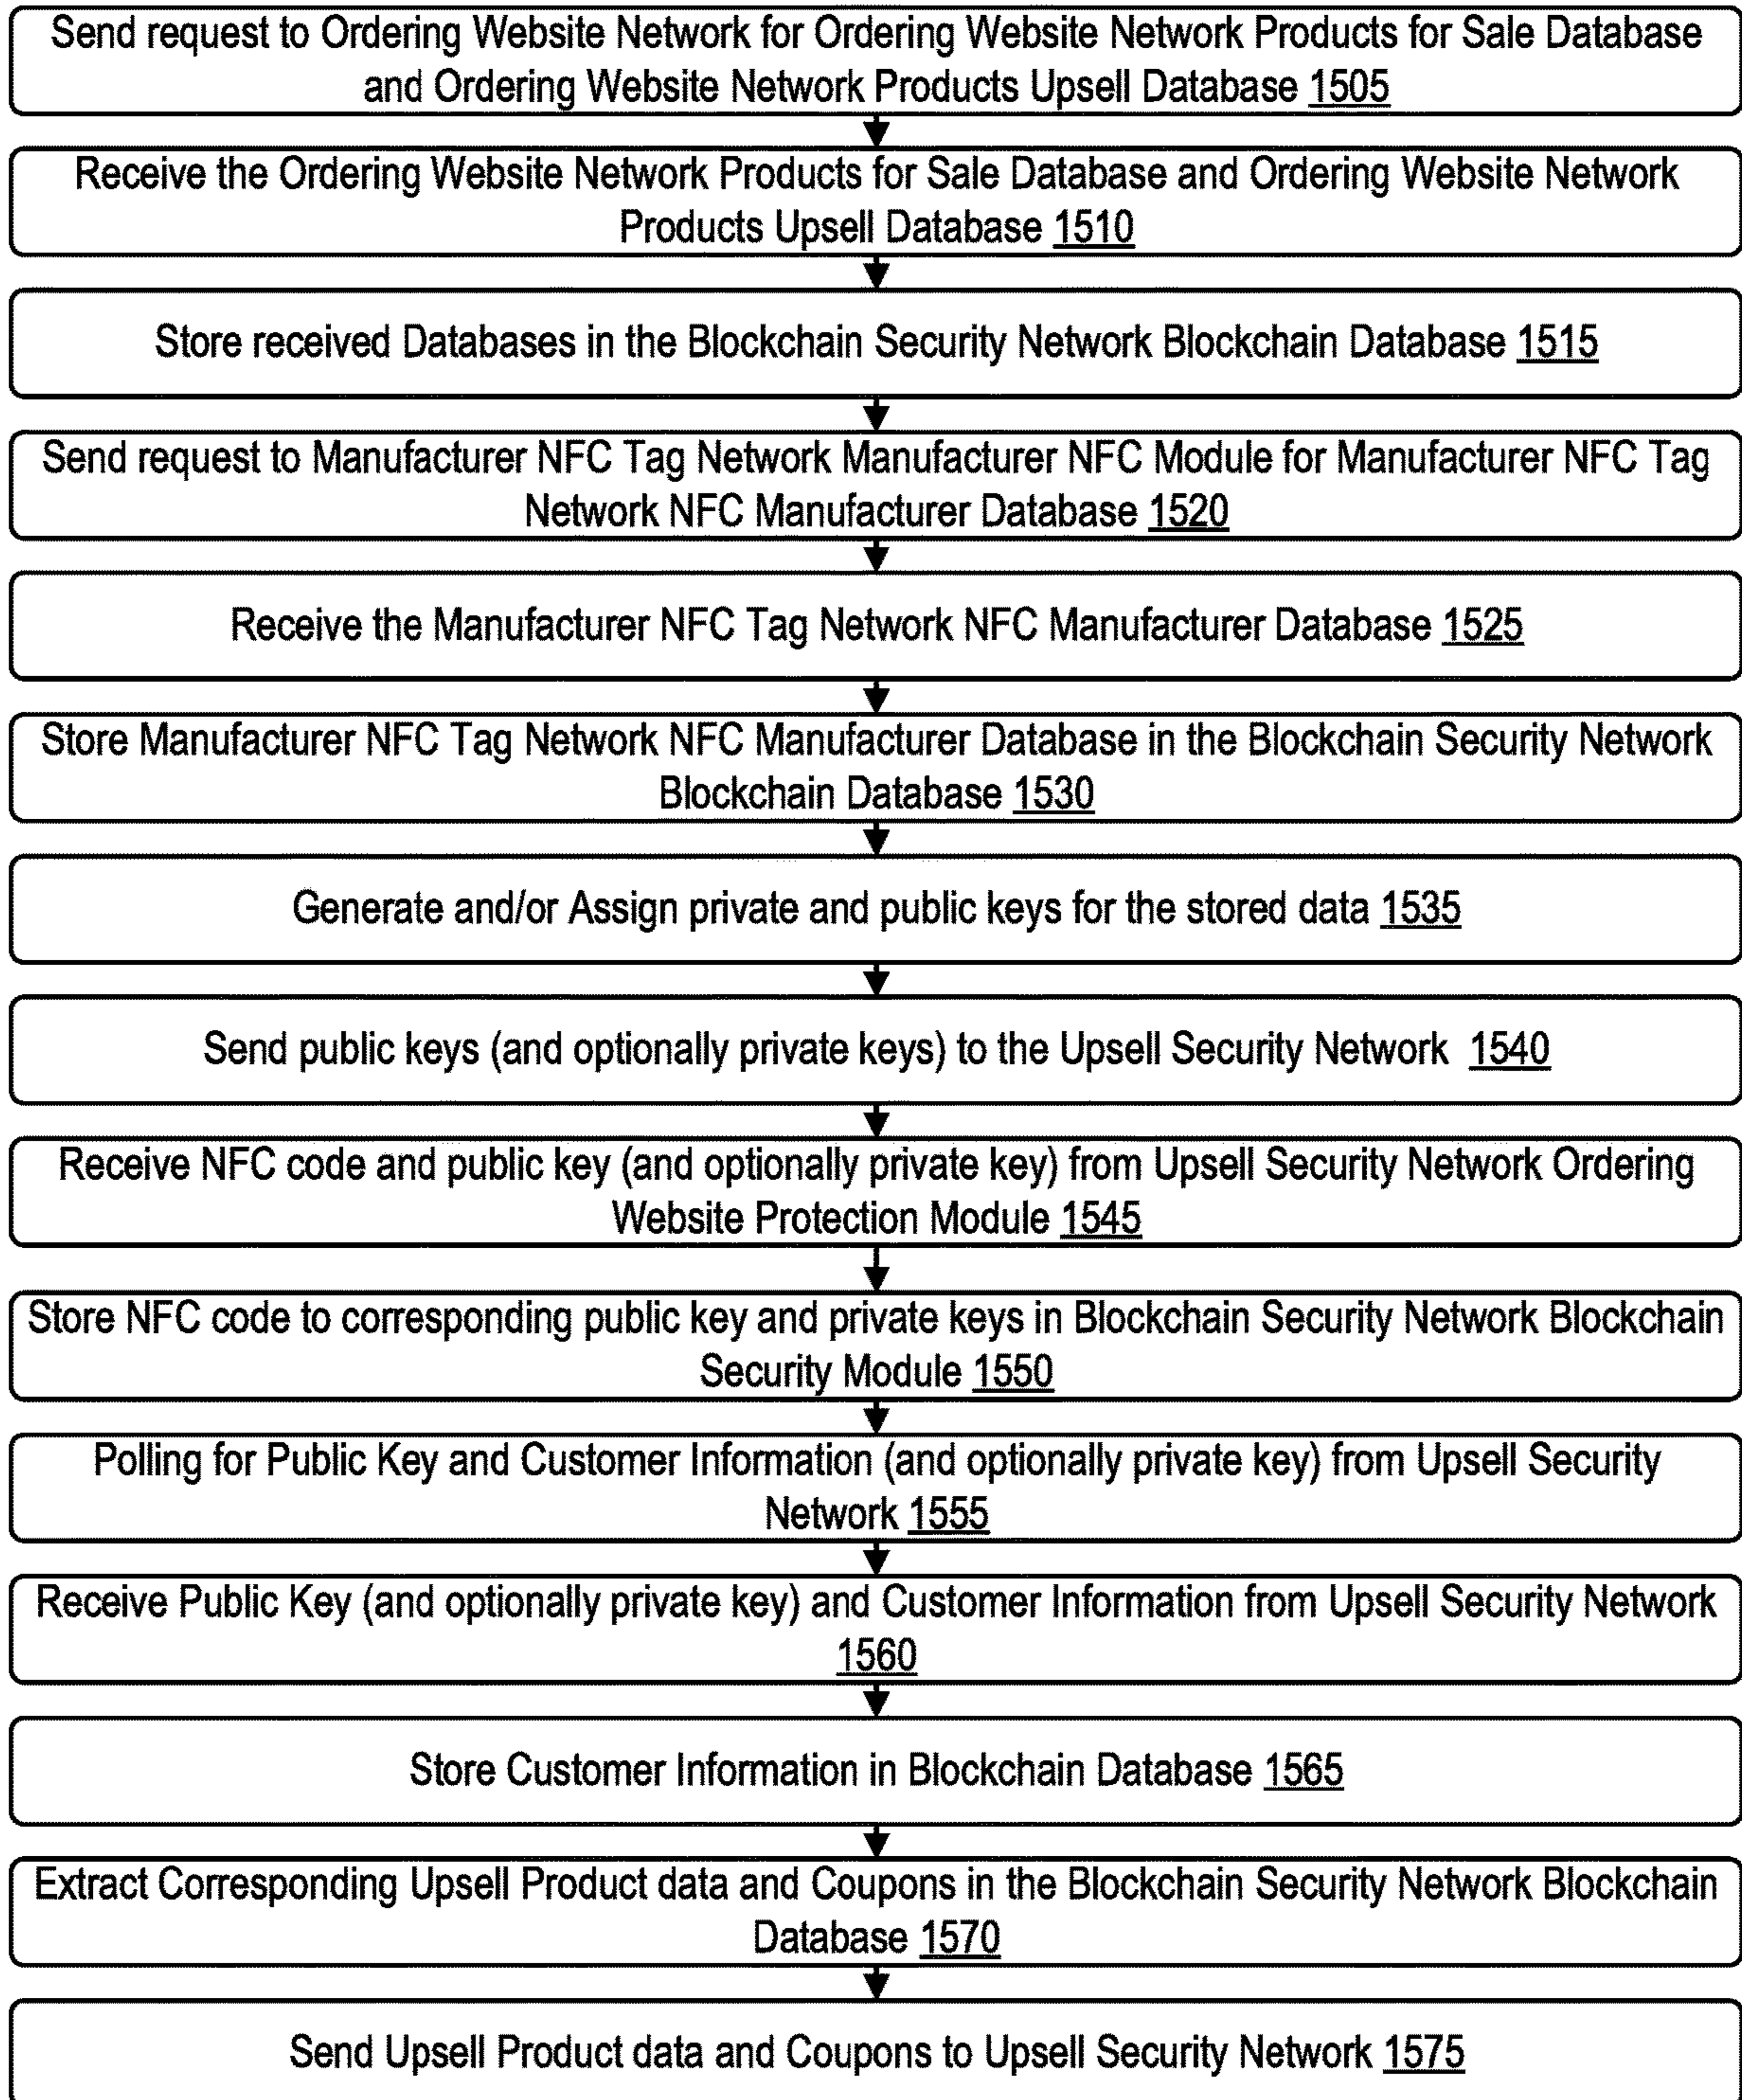 Send request to Ordering Website Network for Ordering Website Network Products for Sale Database
and Ordering Website Network Products Upsell Database 1505
Receive the Ordering Website Network Products for Sale Database and Ordering Website Network
Products Upsell Database 1510
Store received Databases in the Blockchain Security Network Blockchain Database 1515
Send request to Manufacturer NFC Tag Network Manufacturer NFC Module for Manufacturer NFC Tag
Network NFC Manufacturer Database 1520
Receive the Manufacturer NFC Tag Network NFC Manufacturer Database 1525
Store Manufacturer NFC Tag Network NFC Manufacturer Database in the Blockchain Security Network
Blockchain Database 1530
Generate and/or Assign private and public keys for the stored data 1535
Send public keys (and optionally private keys) to the Upsell Security Network 1540
Receive NFC code and public key (and optionally private key) from Upsell Security Network Ordering
Website Protection Module 1545
Store NFC code to corresponding public key and private keys in Blockchain Security Network Blockchain
Security Module 1550
Polling for Public Key and Customer Information (and optionally private key) from Upsell Security
Network 1555
Receive Public Key (and optionally private key) and Customer Information from Upsell Security Network
1560
Store Customer Information in Blockchain Database 1565
Extract Corresponding Upsell Product data and Coupons in the Blockchain Security Network Blockchain
Database 1570
Send Upsell Product data and Coupons to Upsell Security Network 1575